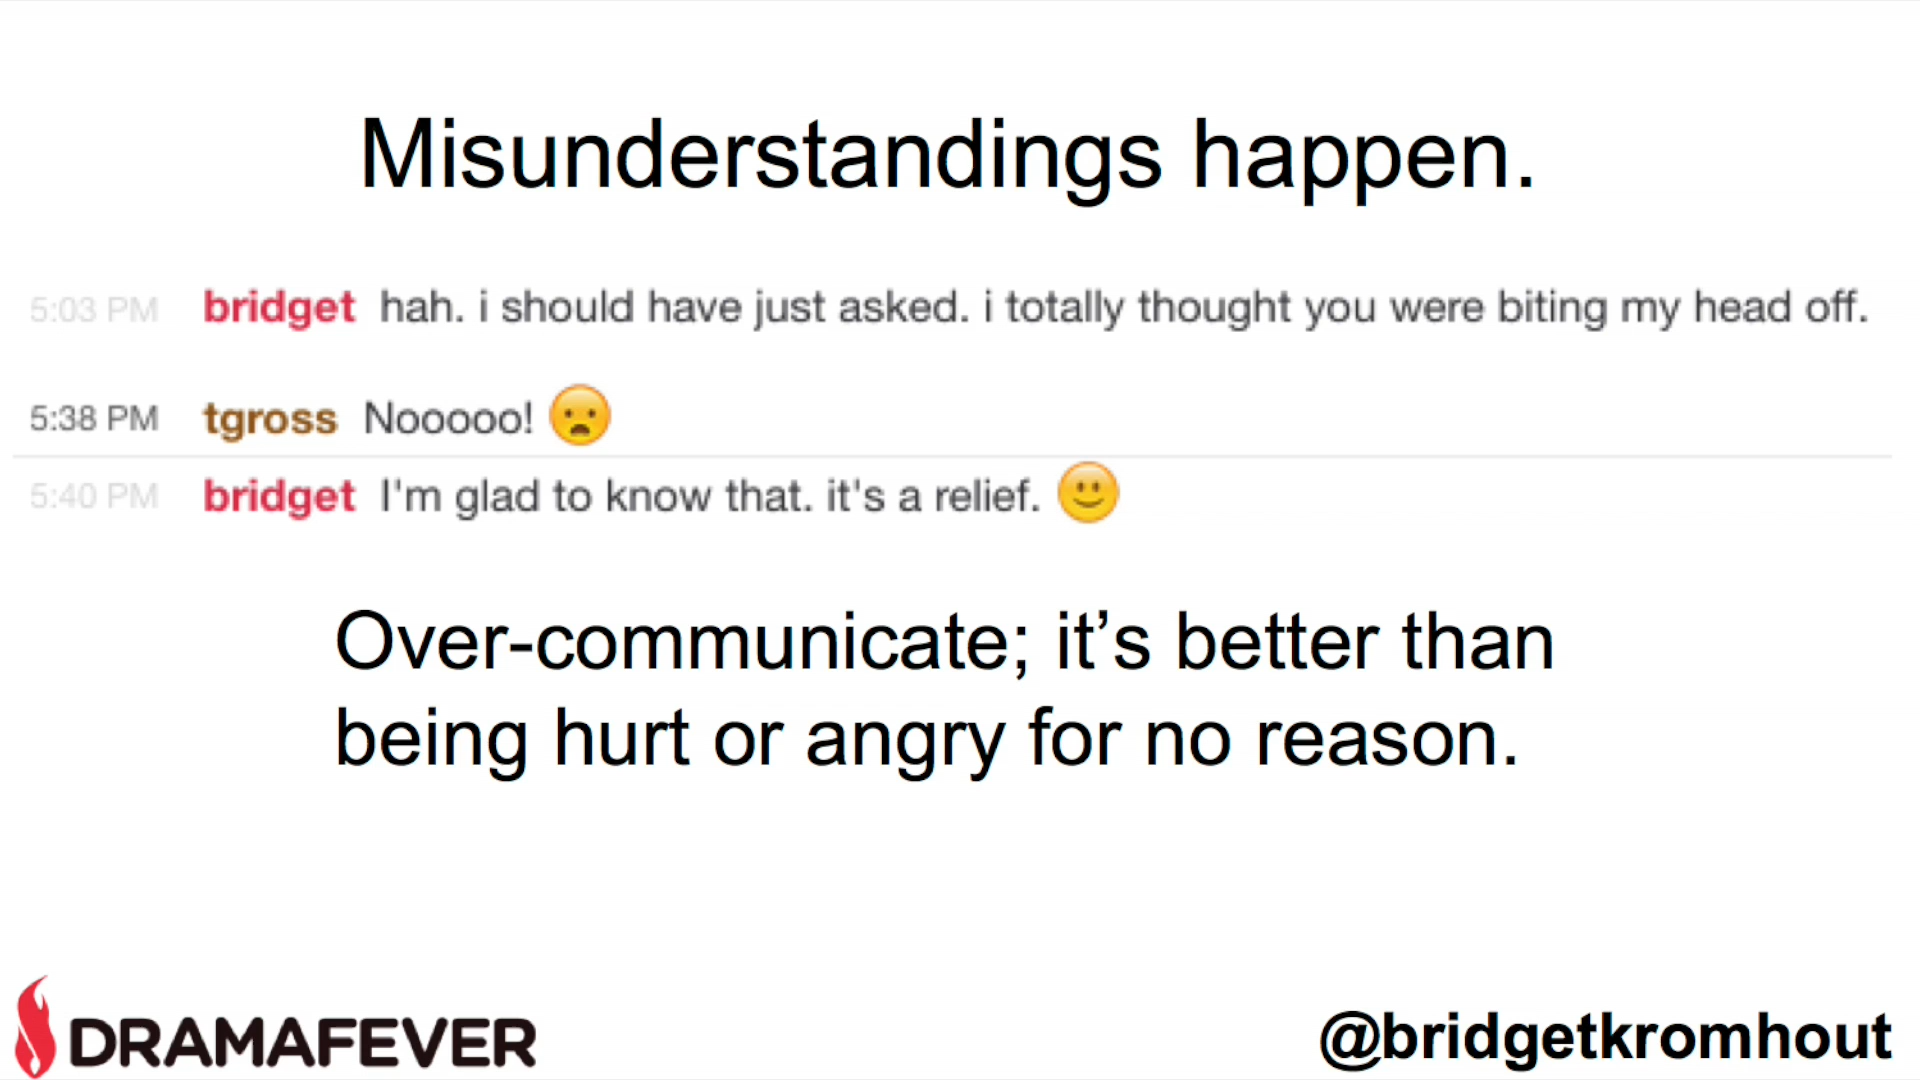 Misunderstandings happen.
5:03 PM bridget hah. i should have just asked. i totally thought you were biting my head off.
5:38 PM tgross Nooooo! 😦
5:40 PM bridget I'm glad to know that. it's a relief. 🙂
Over-communicate; it’s better than
being hurt or angry for no reason.
DRAMAFEVER
@bridgetkromhout